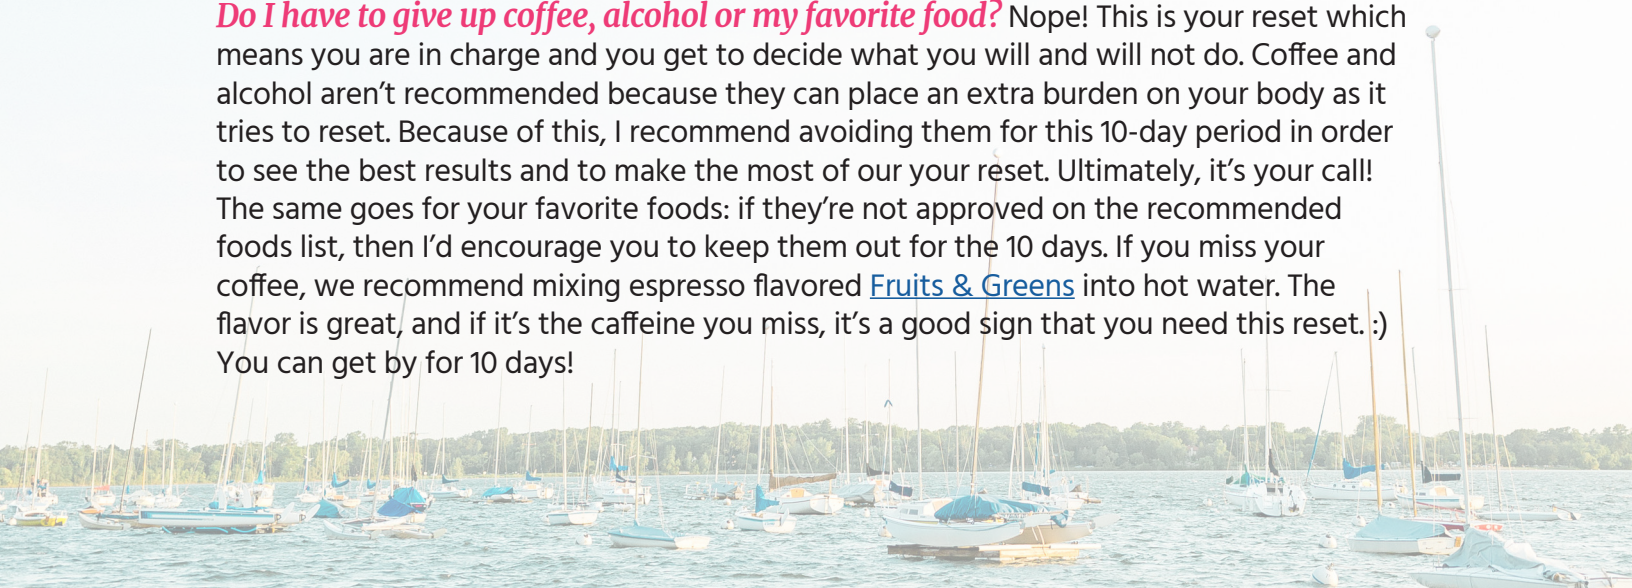 Do I have to give up coffee, alcohol or my favorite food? Nope! This is your reset which
means you are in charge and you get to decide what you will and will not do. Coffee and
alcohol aren’t recommended because they can place an extra burden on your body as it
tries to reset. Because of this, I recommend avoiding them for this 10-day period in order
to see the best results and to make the most of our your reset. Ultimately, it’s your call!
The same goes for your favorite foods: if they’re not approved on the recommended
foods list, then I’d encourage you to keep them out for the 10 days. If you miss your
coffee, we recommend mixing espresso flavored Fruits & Greens into hot water. The
flavor is great, and if it’s the caffeine you miss, it’s a good sign that you need this reset. :)
You can get by for 10 days!